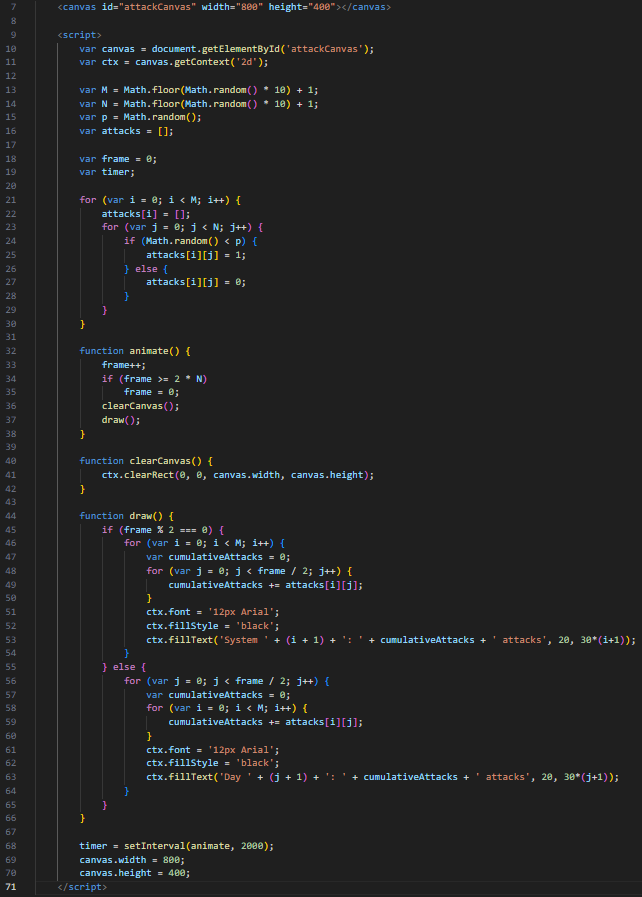 7 <canvas id="attackCanvas" width="800" height="400"></canvas>
8
9 <script>
10 var canvas = document.getElementById('attackCanvas');
11 var ctx = canvas.getContext('2d');
12
13 var M = Math.floor(Math.random() * 10) + 1;
14 var N = Math.floor(Math.random() * 10) + 1;
15 var p = Math.random();
16 var attacks = [];
17
18 var frame = 0;
19 var timer;
20
21 for (var i = 0; i < M; i++) {
22 attacks[i] = [];
23 for (var j = 0; j < N; j++) {
24 if (Math.random() < p) {
25 attacks[i][j] = 1;
26 } else {
27 attacks[i][j] = 0;
28 }
29 }
30 }
31
32 function animate() {
33 frame++;
34 if (frame >= 2 * N)
35 frame = 0;
36 clearCanvas();
37 draw();
38 }
39
40 function clearCanvas() {
41 ctx.clearRect(0, 0, canvas.width, canvas.height);
42 }
43
44 function draw() {
45 if (frame % 2 === 0) {
46 for (var i = 0; i < M; i++) {
47 var cumulativeAttacks = 0;
48 for (var j = 0; j < frame / 2; j++) {
49 cumulativeAttacks += attacks[i][j];
50 }
51 ctx.font = '12px Arial';
52 ctx.fillStyle = 'black';
53 ctx.fillText('System ' + (i + 1) + ': ' + cumulativeAttacks + ' attacks', 20, 30*(i+1));
54 }
55 } else {
56 for (var j = 0; j < frame / 2; j++) {
57 var cumulativeAttacks = 0;
58 for (var i = 0; i < M; i++) {
59 cumulativeAttacks += attacks[i][j];
60 }
61 ctx.font = '12px Arial';
62 ctx.fillStyle = 'black';
63 ctx.fillText('Day ' + (j + 1) + ': ' + cumulativeAttacks + ' attacks', 20, 30*(j+1));
64 }
65 }
66 }
67
68 timer = setInterval(animate, 2000);
69 canvas.width = 800;
70 canvas.height = 400;
71 </script>